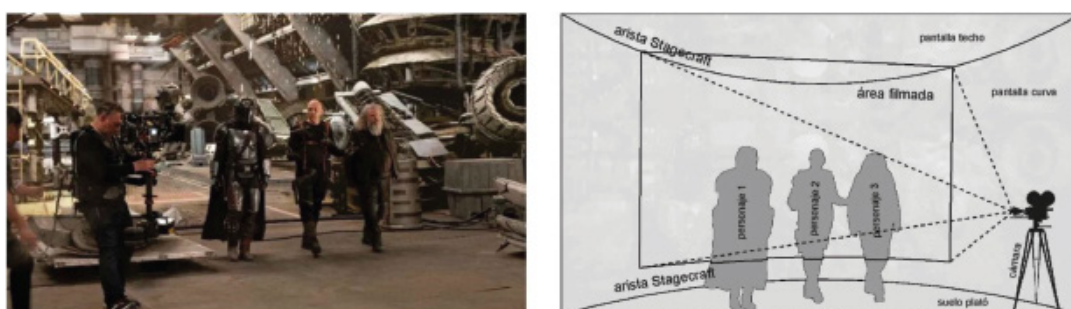 arista Stagecraft
pantalla techo
área filmada
pantalla curva
personaje 1
personaje 2
personaje 3
cámara
arista Stagecraft
suelo plató